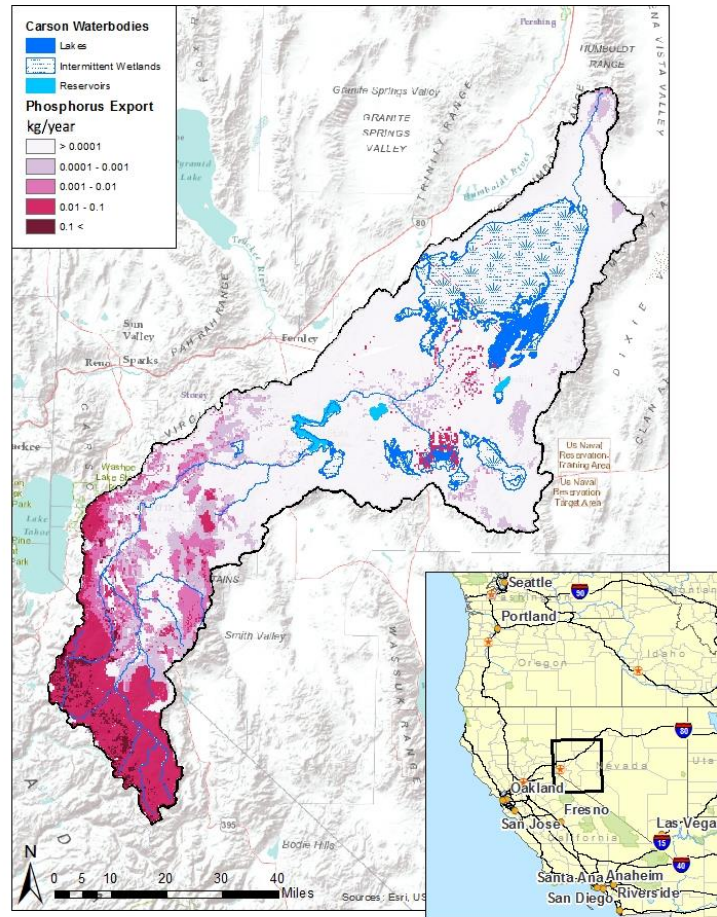 Carson Waterbodies
Lakes
Intermittent Wetlands
Reservoirs
Phosphorus Export
kg/year
> 0.0001
0.0001 - 0.001
0.001 - 0.01
0.01 - 0.1
0.1 <
Pershing
HUMBOLDT
RANGE
VISTA VALLEY
Granite Springs Valley
GRANITE
SPRINGS
VALLEY
TRINITY RANGE
Humboldt River
80
Pyramid
Lake
Truckee River
PAH RAH RANGE
Sun
Valley
Reno
Sparks
Fernley
Storey
DIXIE
CLAN
Washoe
Lake
Lake
Tahoe
Park
US Naval
Reservation-
Training Area
US Naval
Reservation
Target Area
TAINS
Smith Valley
WASSUK RANGE
395
Bodie Hills
N
0 5 10 20 30 40
Miles
Sources: Esri, US
Seattle
90
Portland
Oregon
Idaho
80
Nevada
Oakland
Fresno
San Jose
California
Las Vega
15
40
Santa Ana
Anaheim
Riverside
San Diego